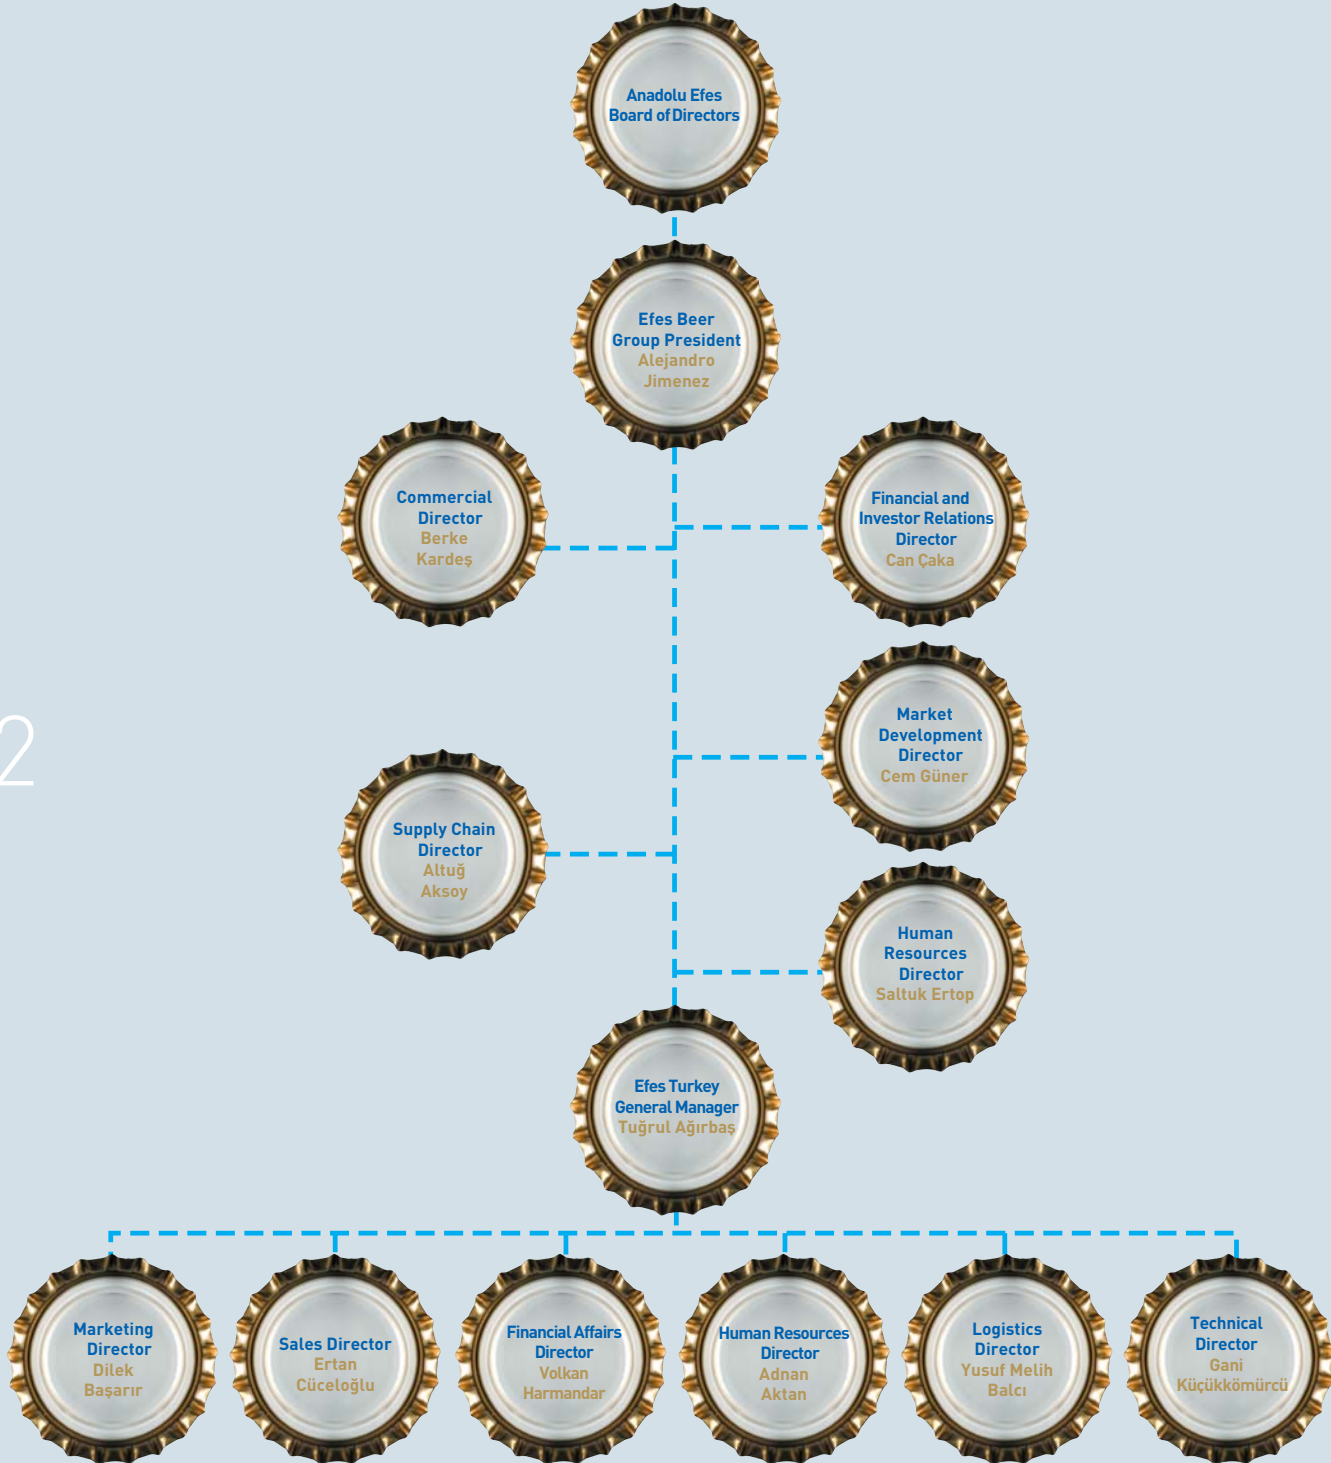 Anadolu Efes
Board of Directors
Efes Beer
Group President
Alejandro
Jimenez
Commercial
Director
Berke
Kardeş
Financial and
Investor Relations
Director
Can Çaka
Market
Development
Director
Cem Güner
2
Supply Chain
Director
Altuğ
Aksoy
Human
Resources
Director
Saltuk Ertop
Efes Turkey
General Manager
Tuğrul Ağırbaş
Marketing
Director
Dilek
Başarır
Sales Director
Ertan
Cüceloğlu
Financial Affairs
Director
Volkan
Harmandar
Human Resources
Director
Adnan
Aktan
Logistics
Director
Yusuf Melih
Balcı
Technical
Director
Gani
Küçükkömürcü